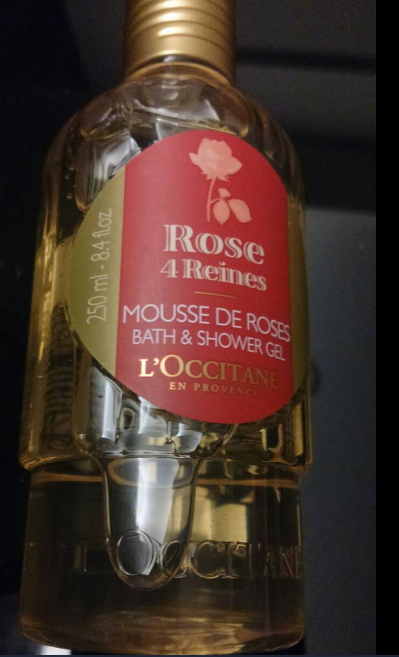 Rose
4 Reines
MOUSSE DE ROSES
BATH & SHOWER GEL
L'OCCITANE
EN PROVENCE
250 ml - 8.4 fl.oz.
L'OCCITANE